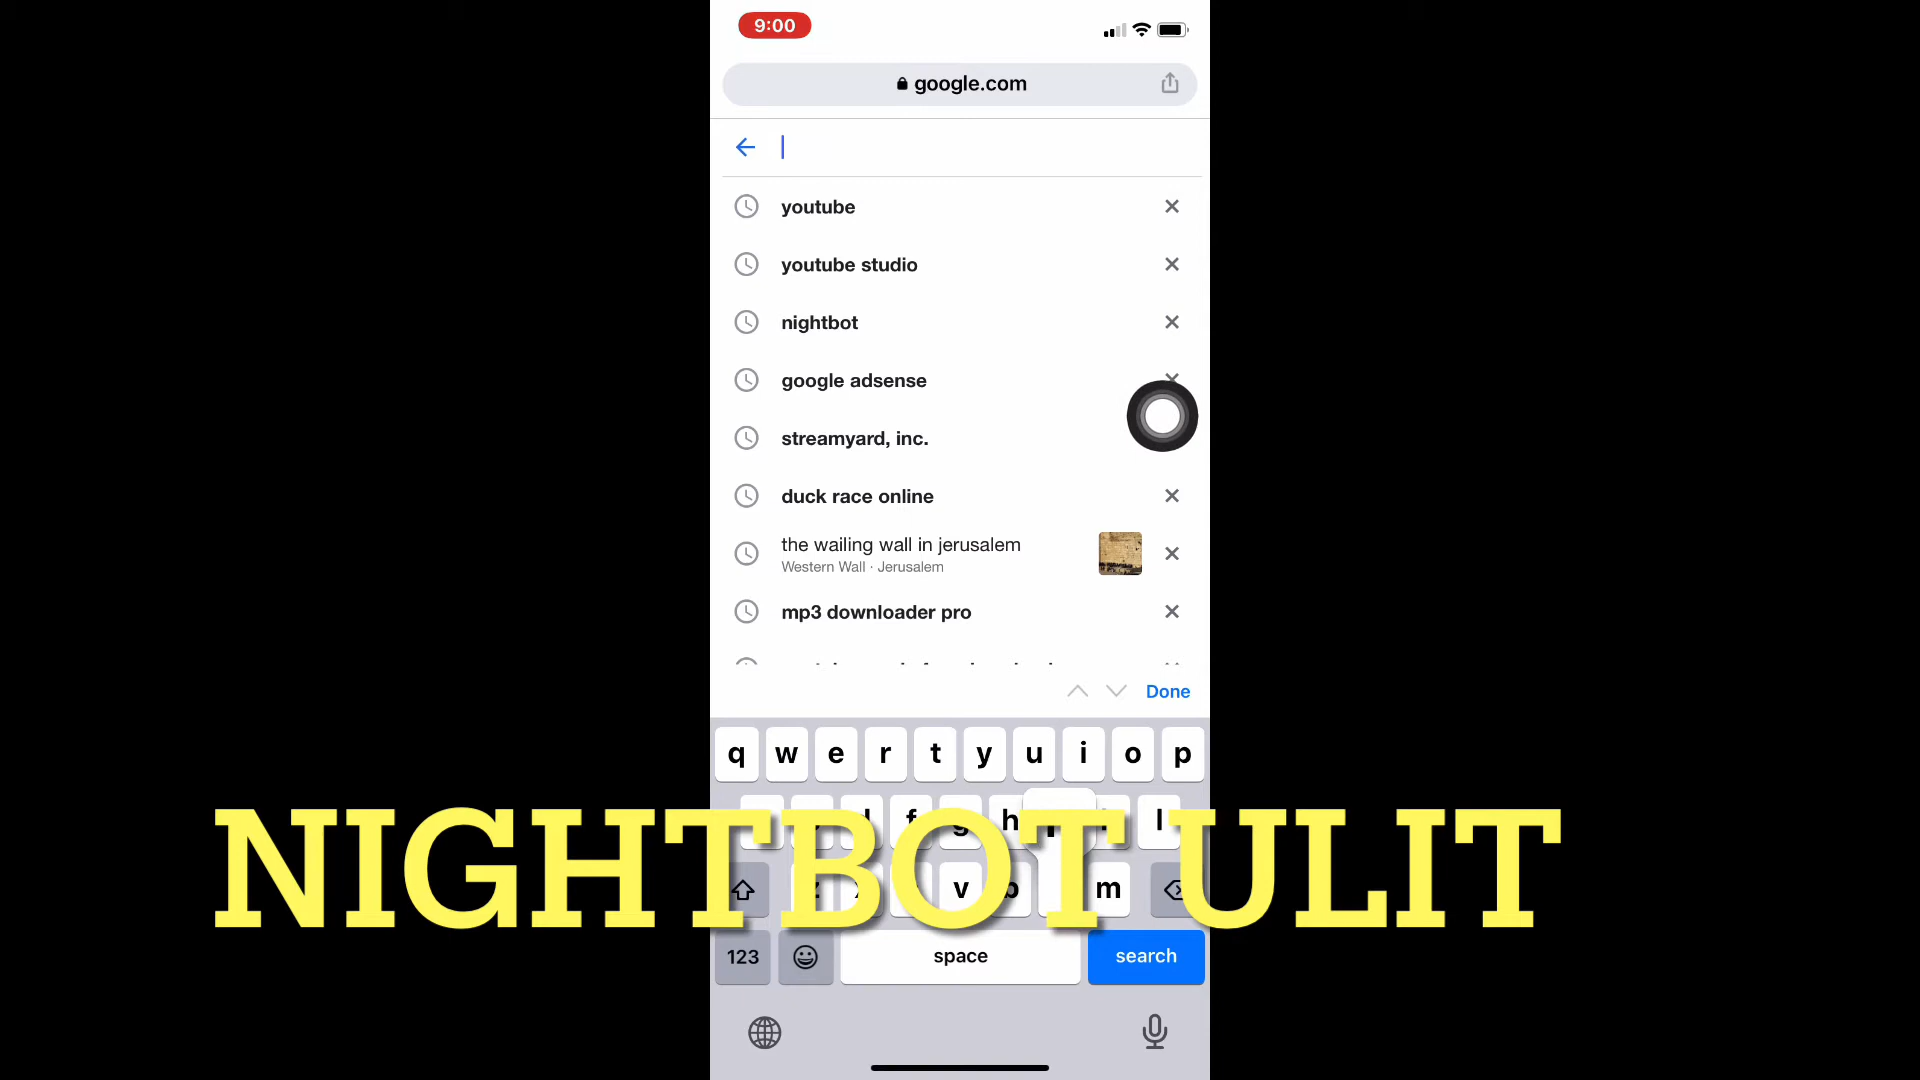 9:00
google.com
youtube
youtube studio
nightbot
google adsense
streamyard, inc.
duck race online
the wailing wall in jerusalem
Western Wall · Jerusalem
mp3 downloader pro
Done
q w e r t y u i o p
f g h l
NIGHTBOT ULIT
z v b m
123 space search